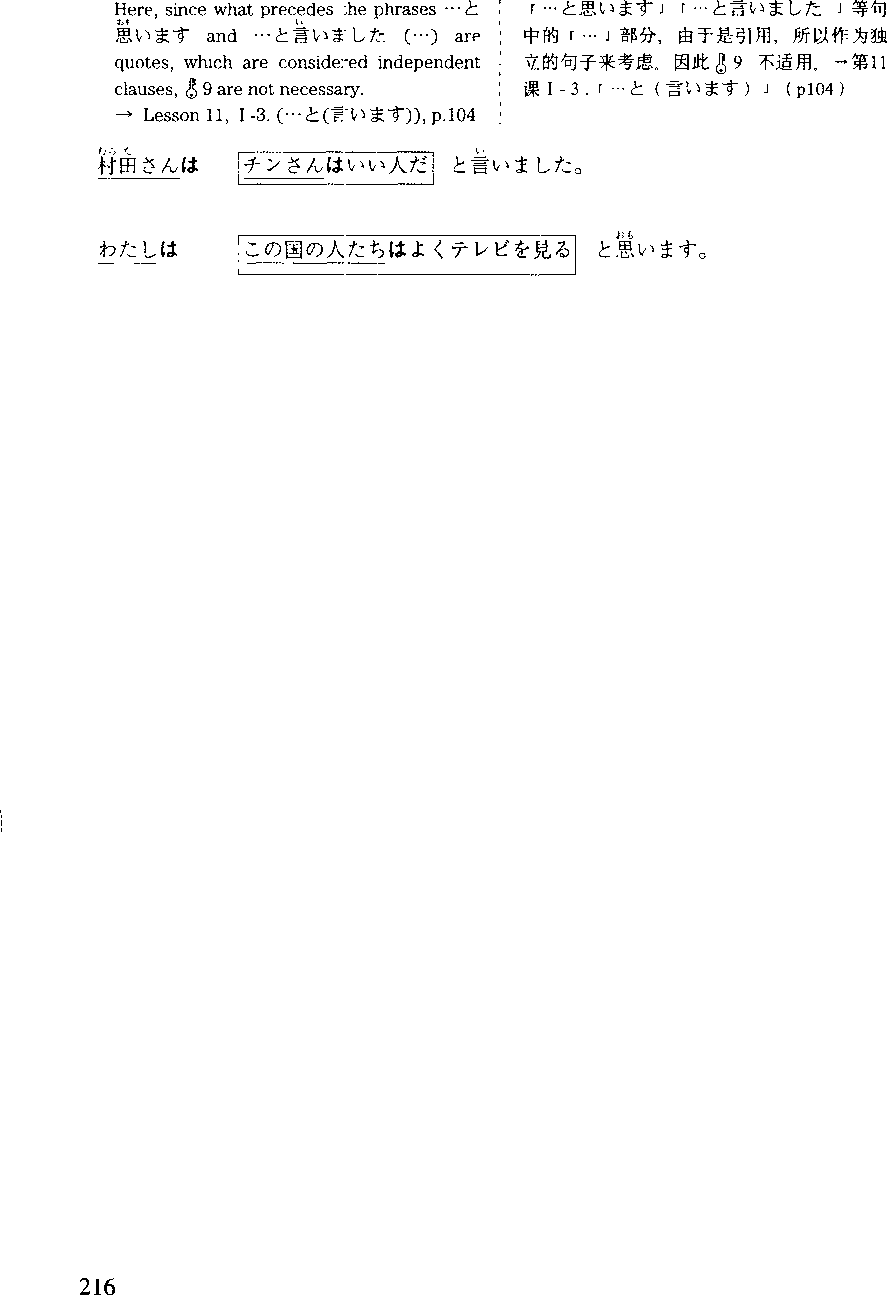 Here, since what precedes the phrases …と
思います and …と言いました (…) are
quotes, which are considered independent
clauses, 9 are not necessary.
→ Lesson 11, I-3. (…と(言います)), p.104
「…と思います」「…と言いました 」等句
中的「…」部分，由于是引用，所以作为独
立的句子来考虑。因此 9 不适用。→第11
课 I-3.「…と（言います）」（p104）
村田さんは チンさんはいい人だ と言いました。
わたしは この国の人たちはよくテレビを見る と思います。
216